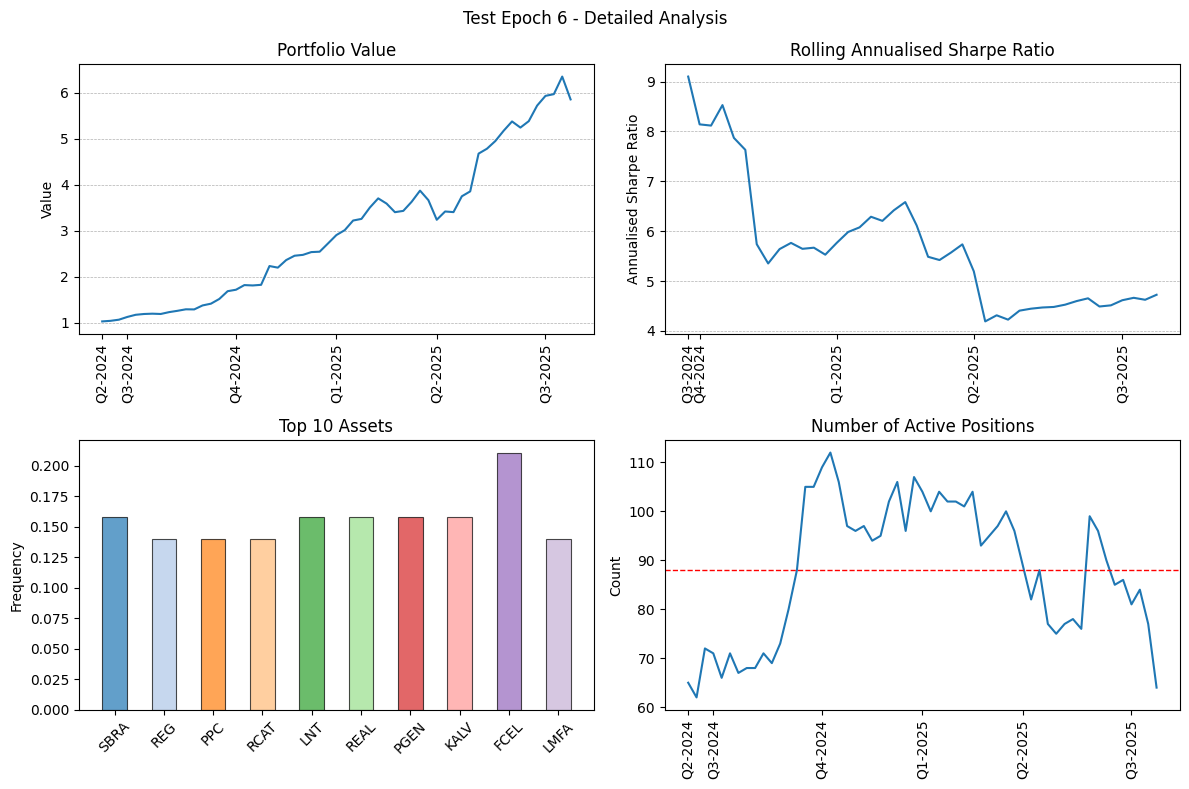 Test Epoch 6 - Detailed Analysis
Portfolio Value
Value
6
5
4
3
2
1
Q2-2024
Q3-2024
Q4-2024
Q1-2025
Q2-2025
Q3-2025
Rolling Annualised Sharpe Ratio
Annualised Sharpe Ratio
9
8
7
6
5
4
Q3-2024
Q4-2024
Q1-2025
Q2-2025
Q3-2025
Top 10 Assets
Frequency
0.200
0.175
0.150
0.125
0.100
0.075
0.050
0.025
0.000
SBRA
REG
PPC
RCAT
LNT
REAL
PGEN
KALV
FCEL
LMFA
Number of Active Positions
Count
110
100
90
80
70
60
Q2-2024
Q3-2024
Q4-2024
Q1-2025
Q2-2025
Q3-2025